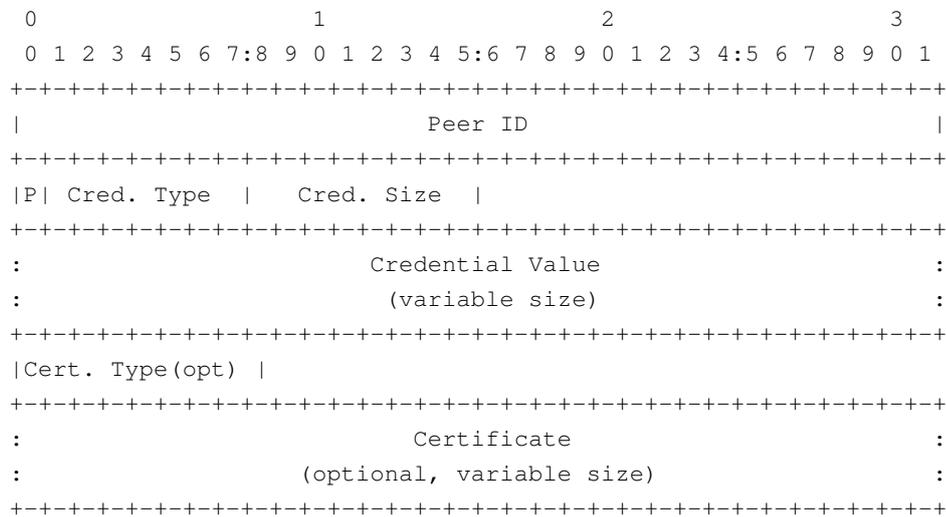 0                   1                   2                   3
 0 1 2 3 4 5 6 7:8 9 0 1 2 3 4 5:6 7 8 9 0 1 2 3 4:5 6 7 8 9 0 1
+-+-+-+-+-+-+-+-+-+-+-+-+-+-+-+-+-+-+-+-+-+-+-+-+-+-+-+-+-+-+-+-+
|                            Peer ID                            |
+-+-+-+-+-+-+-+-+-+-+-+-+-+-+-+-+-+-+-+-+-+-+-+-+-+-+-+-+-+-+-+-+
|P| Cred. Type  |   Cred. Size  |
+-+-+-+-+-+-+-+-+-+-+-+-+-+-+-+-+-+-+-+-+-+-+-+-+-+-+-+-+-+-+-+-+
:                        Credential Value                       :
:                         (variable size)                       :
+-+-+-+-+-+-+-+-+-+-+-+-+-+-+-+-+-+-+-+-+-+-+-+-+-+-+-+-+-+-+-+-+
|Cert. Type(opt) |
+-+-+-+-+-+-+-+-+-+-+-+-+-+-+-+-+-+-+-+-+-+-+-+-+-+-+-+-+-+-+-+-+
:                           Certificate                         :
:                   (optional, variable size)                   :
+-+-+-+-+-+-+-+-+-+-+-+-+-+-+-+-+-+-+-+-+-+-+-+-+-+-+-+-+-+-+-+-+